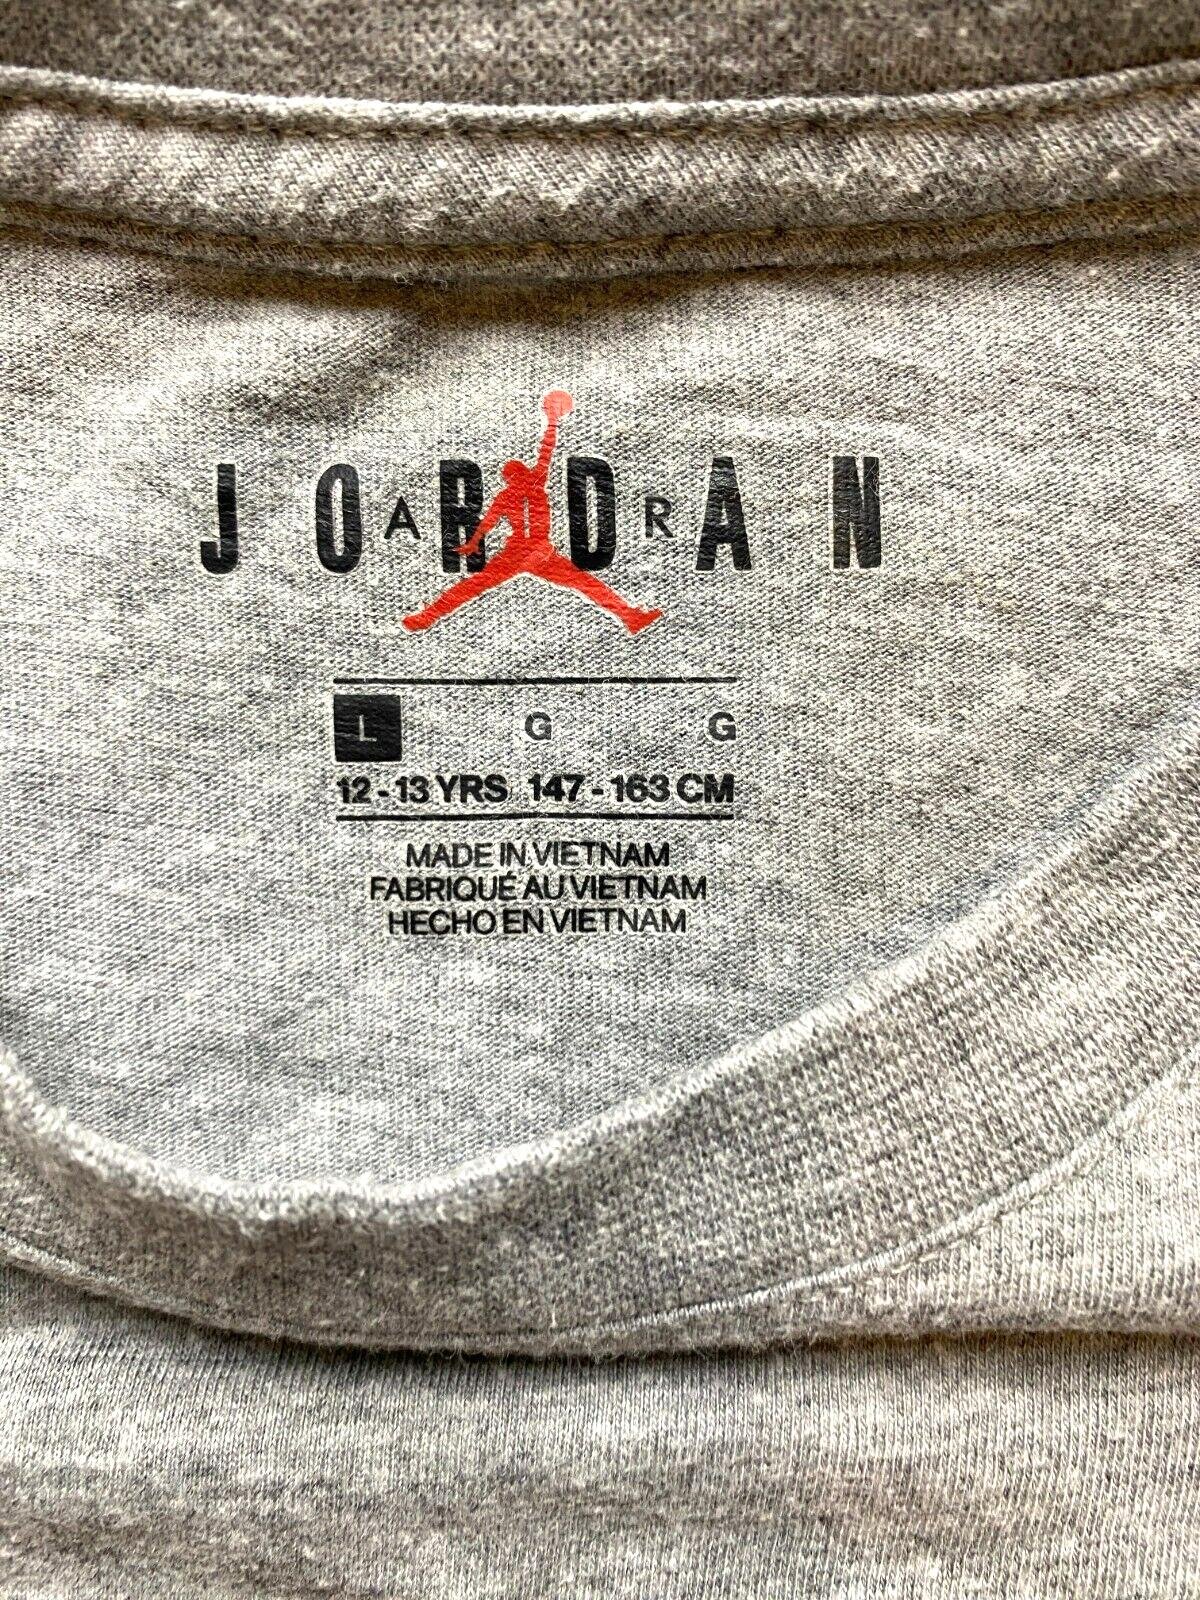 JORDAN
AIR
L G G
12-13 YRS 147-163 CM
MADE IN VIETNAM
FABRIQUÉ AU VIETNAM
HECHO EN VIETNAM